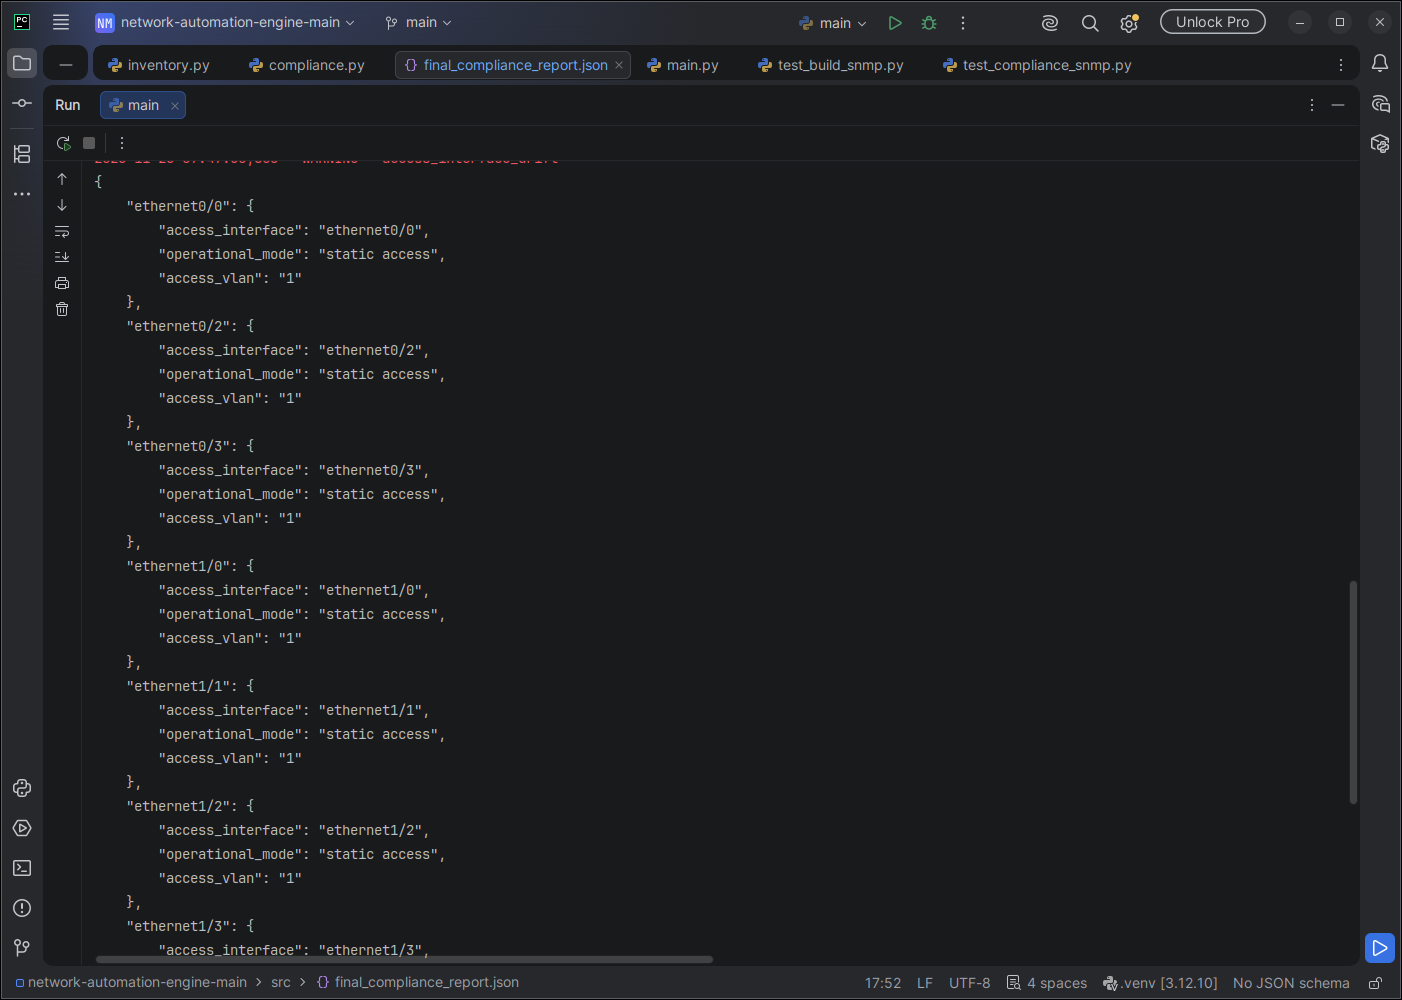 PC
NM network-automation-engine-main main main Unlock Pro
inventory.py compliance.py {} final_compliance_report.json main.py test_build_snmp.py test_compliance_snmp.py
Run main
WARNING - access_interface_drift
{
"ethernet0/0": {
"access_interface": "ethernet0/0",
"operational_mode": "static access",
"access_vlan": "1"
},
"ethernet0/2": {
"access_interface": "ethernet0/2",
"operational_mode": "static access",
"access_vlan": "1"
},
"ethernet0/3": {
"access_interface": "ethernet0/3",
"operational_mode": "static access",
"access_vlan": "1"
},
"ethernet1/0": {
"access_interface": "ethernet1/0",
"operational_mode": "static access",
"access_vlan": "1"
},
"ethernet1/1": {
"access_interface": "ethernet1/1",
"operational_mode": "static access",
"access_vlan": "1"
},
"ethernet1/2": {
"access_interface": "ethernet1/2",
"operational_mode": "static access",
"access_vlan": "1"
},
"ethernet1/3": {
"access_interface": "ethernet1/3",
network-automation-engine-main > src > {} final_compliance_report.json 17:52 LF UTF-8 4 spaces .venv [3.12.10] No JSON schema